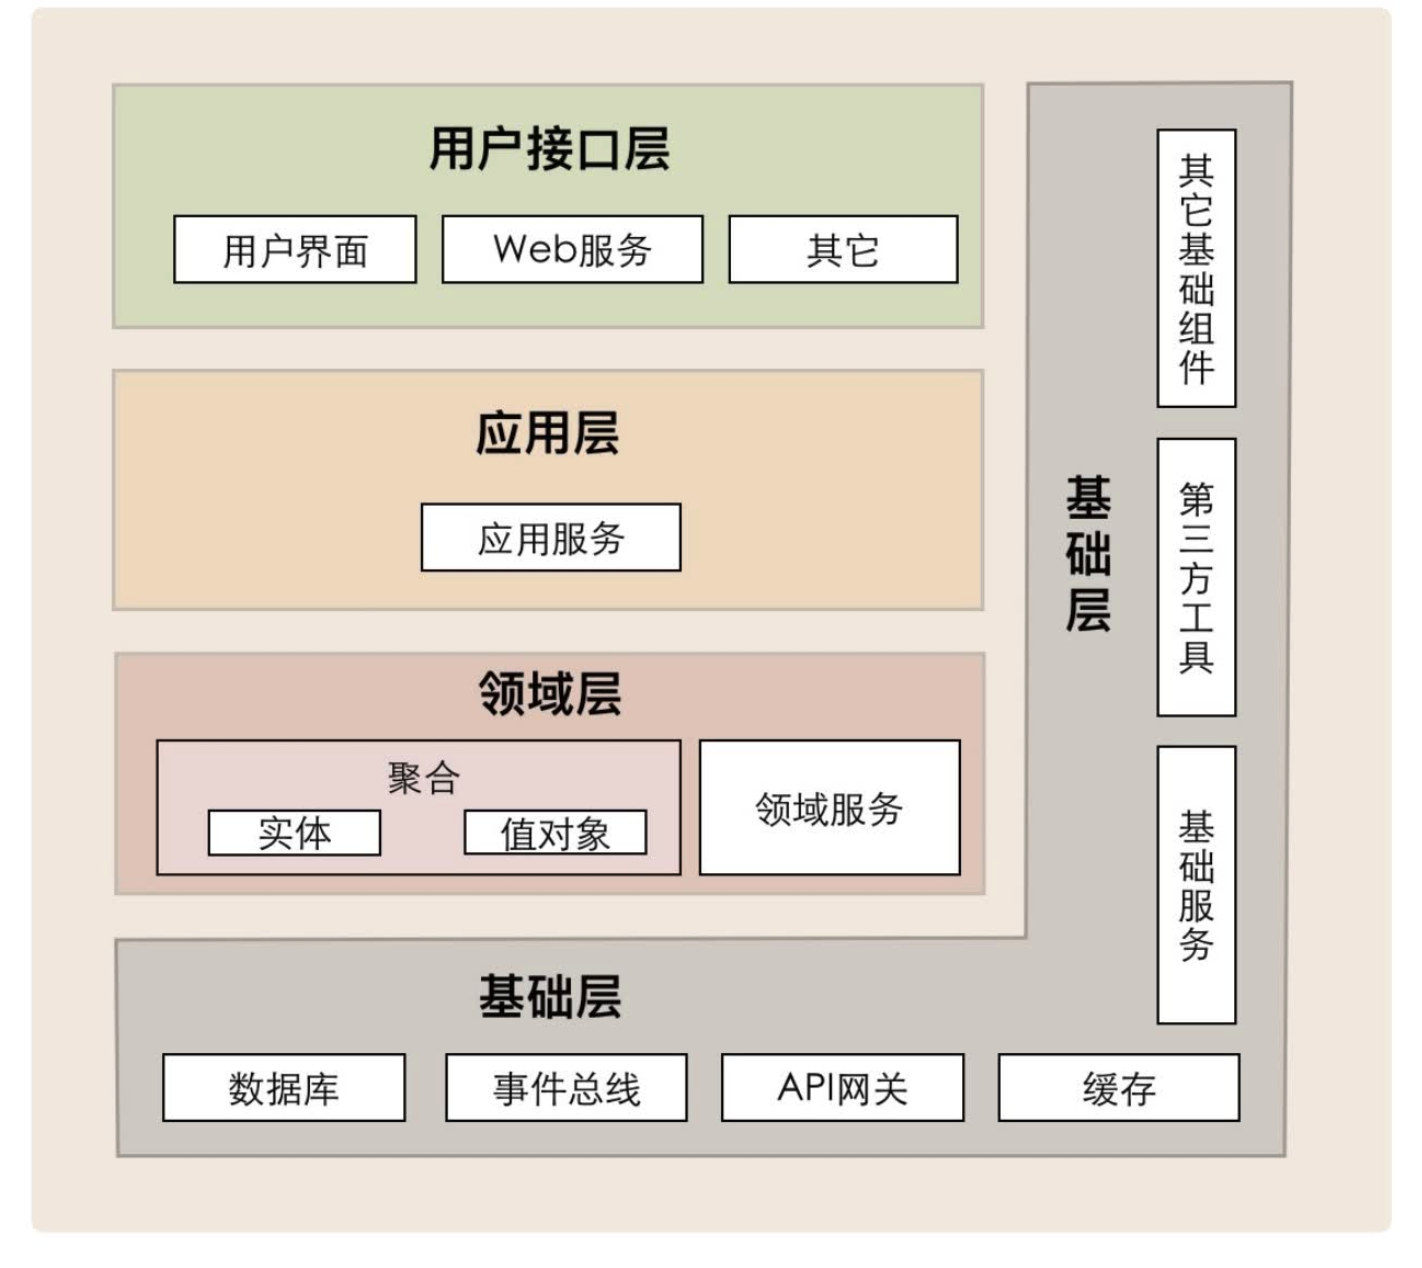 用户接口层
用户界面
Web服务
其它
应用层
应用服务
领域层
聚合
实体
值对象
领域服务
基础层
其它基础组件
第三方工具
基础服务
基础层
数据库
事件总线
API网关
缓存